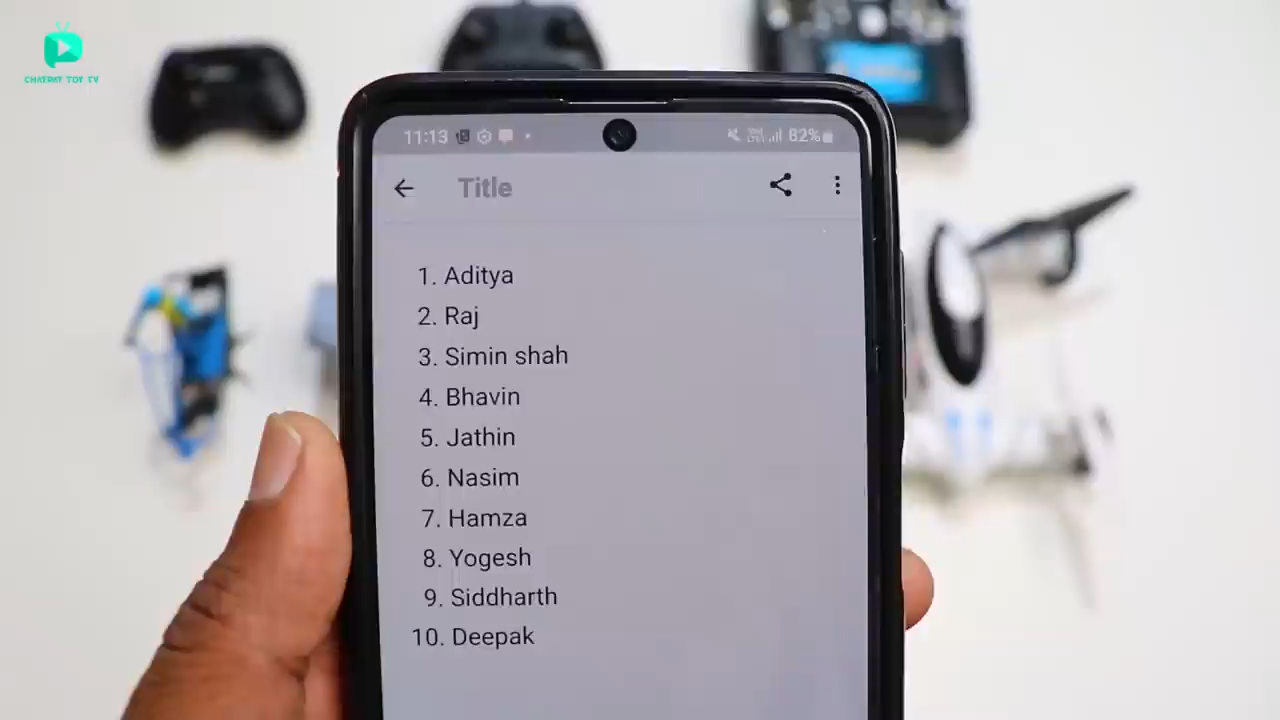 CHATPAT TOY TV
11:13
82%
Title
1. Aditya
2. Raj
3. Simin shah
4. Bhavin
5. Jathin
6. Nasim
7. Hamza
8. Yogesh
9. Siddharth
10. Deepak